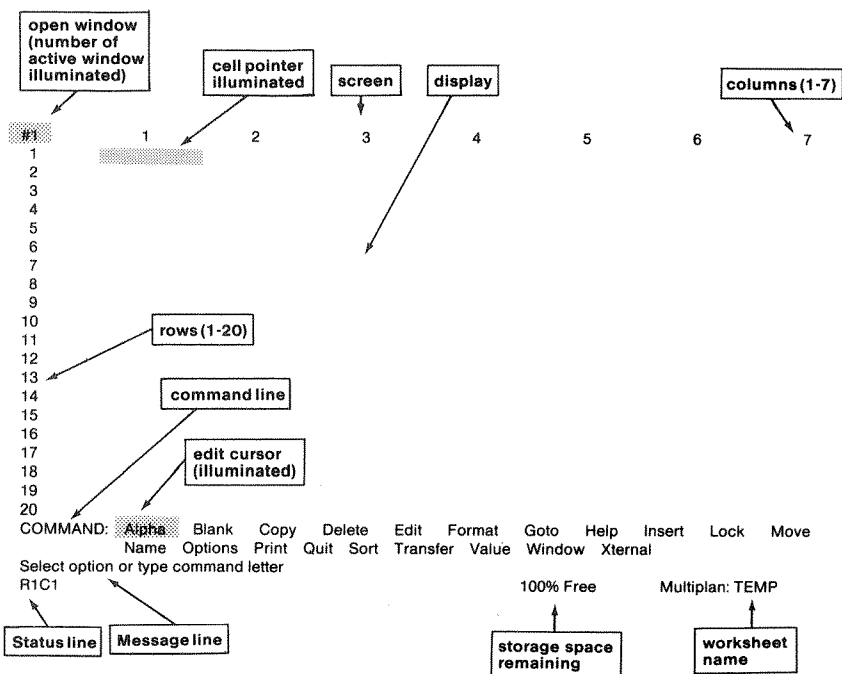 open window
(number of
active window
illuminated)
cell pointer
illuminated
screen
display
columns (1-7)
#1 1 2 3 4 5 6 7
1
2
3
4
5
6
7
8
9
10
11
rows (1-20)
12
13
14
command line
15
16
17
edit cursor
(illuminated)
18
19
20
COMMAND: Alpha Blank Copy Delete Edit Format Goto Help Insert Lock Move
Name Options Print Quit Sort Transfer Value Window Xternal
Select option or type command letter
R1C1 100% Free Multiplan: TEMP
Status line
Message line
storage space
remaining
worksheet
name